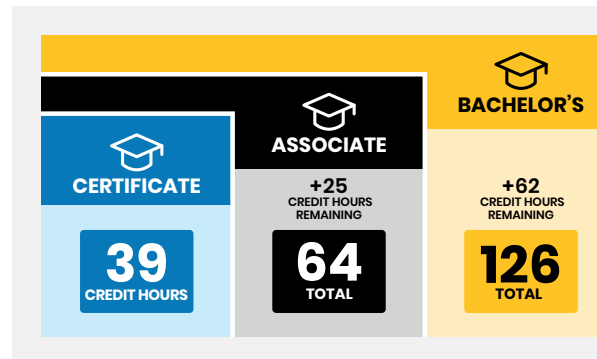 CERTIFICATE
39
CREDIT HOURS
ASSOCIATE
+25
CREDIT HOURS
REMAINING
64
TOTAL
BACHELOR’S
+62
CREDIT HOURS
REMAINING
126
TOTAL